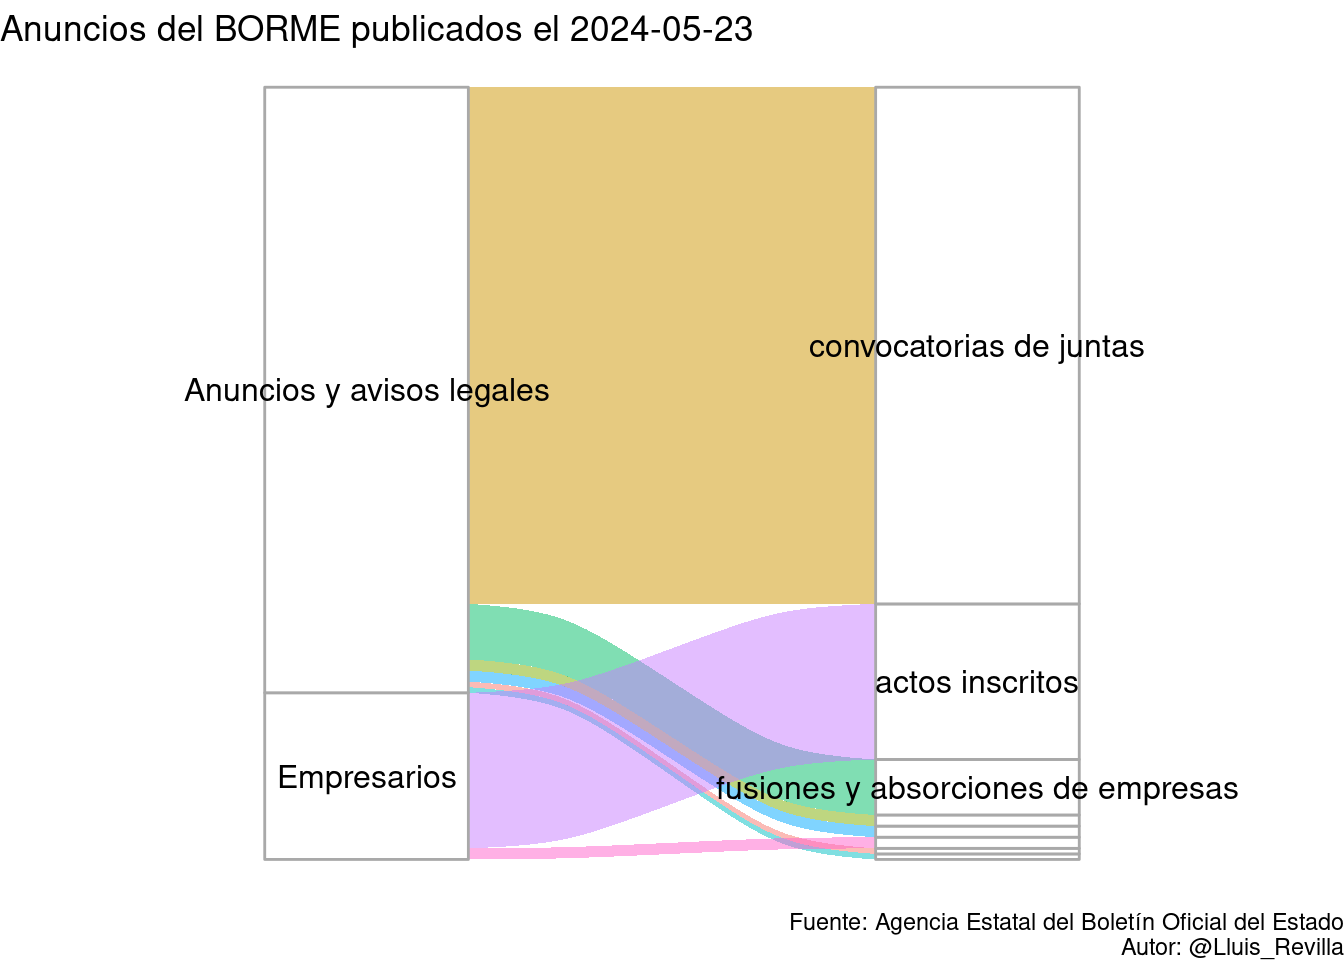 Anuncios del BORME publicados el 2024-05-23
convocatorias de juntas
Anuncios y avisos legales
actos inscritos
Empresarios
fusiones y absorciones de empresas
Fuente: Agencia Estatal del Boletín Oficial del Estado
Autor: @Lluis_Revilla